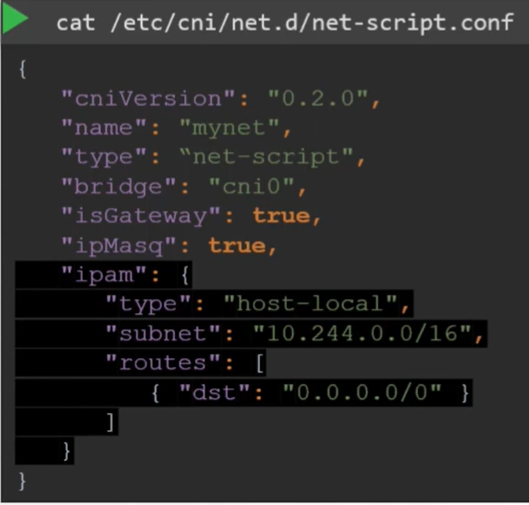 cat /etc/cni/net.d/net-script.conf
{
"cniVersion": "0.2.0",
"name": "mynet",
"type": “net-script",
"bridge": "cni0",
"isGateway": true,
"ipMasq": true,
"ipam": {
"type": "host-local",
"subnet": "10.244.0.0/16",
"routes": [
{ "dst": "0.0.0.0/0" }
]
}
}